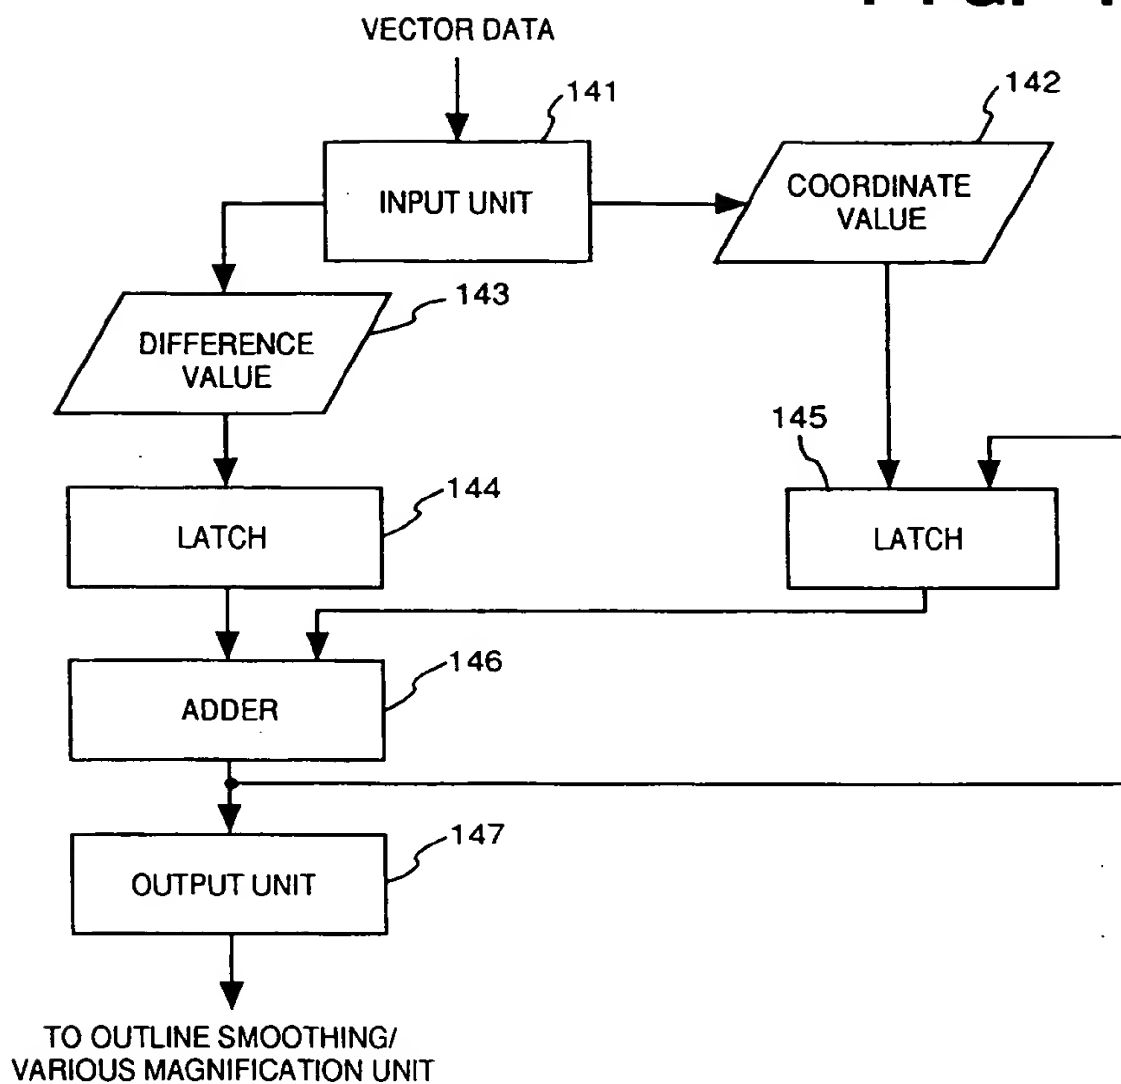 VECTOR DATA
141
142
INPUT UNIT
COORDINATE
VALUE
143
DIFFERENCE
VALUE
145
144
LATCH
LATCH
146
ADDER
147
OUTPUT UNIT
TO OUTLINE SMOOTHING/
VARIOUS MAGNIFICATION UNIT